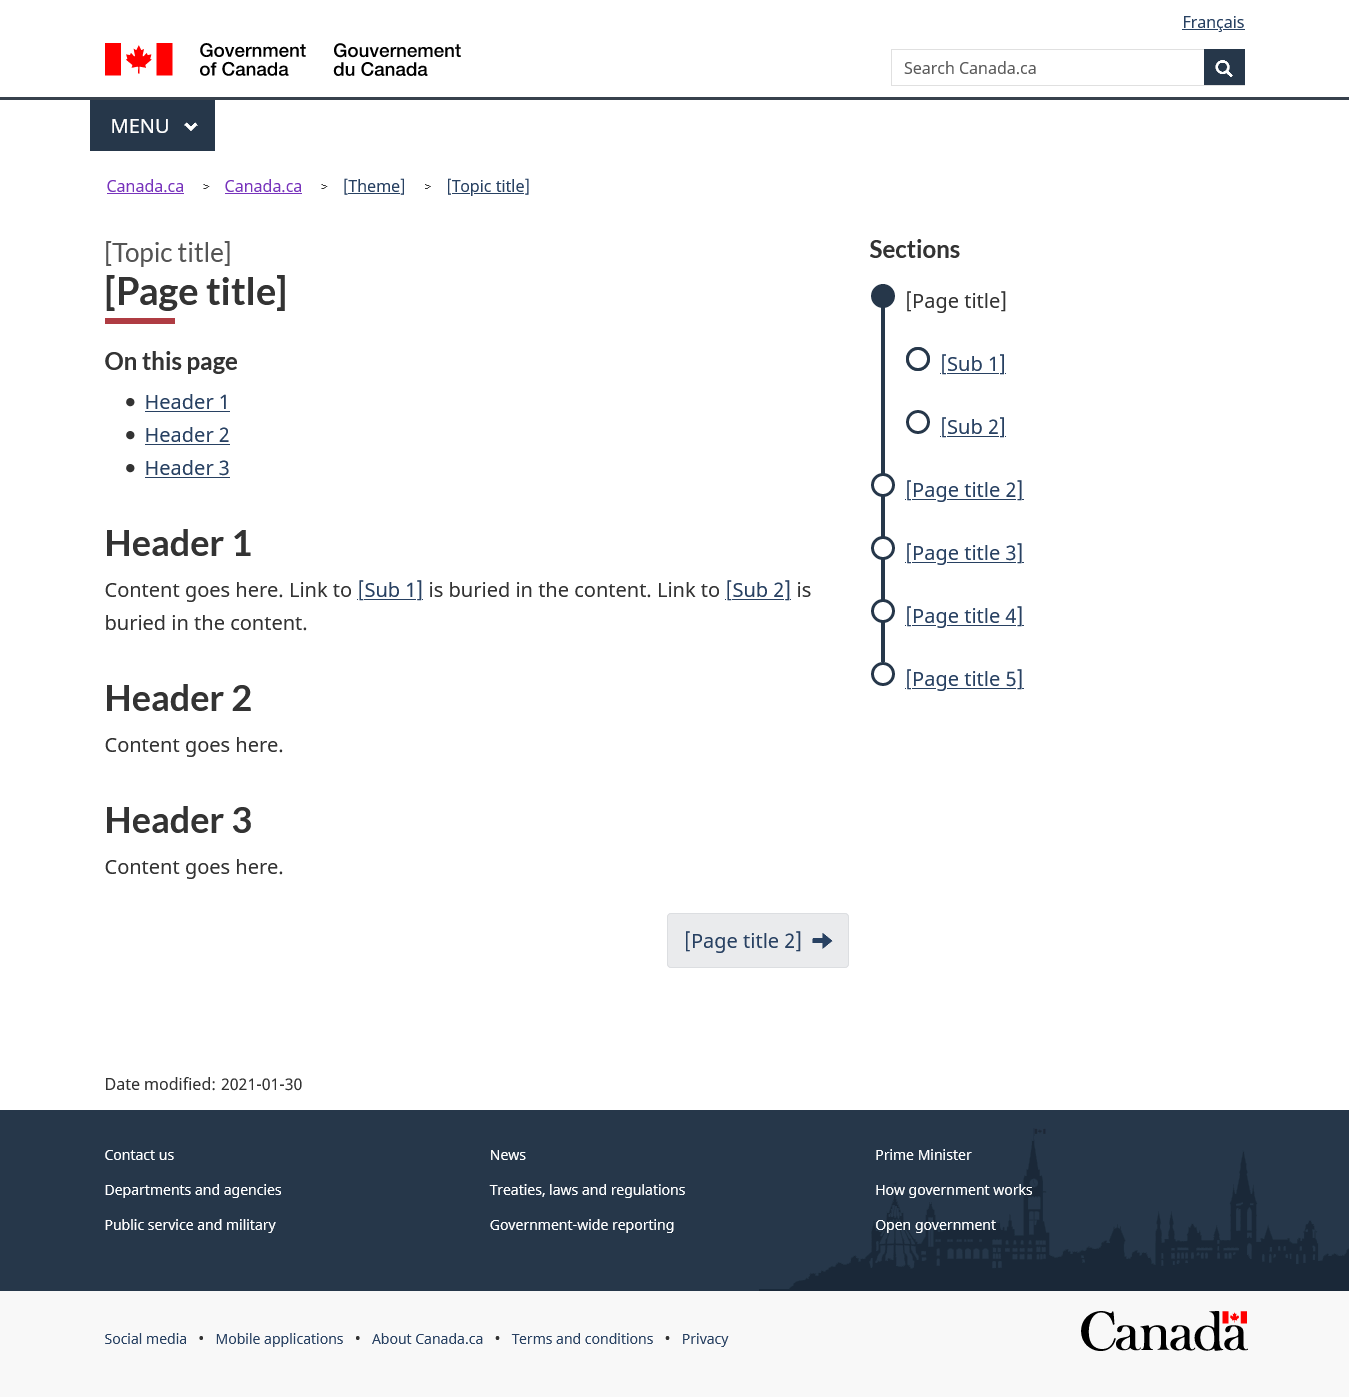 Français
Government
of Canada
Gouvernement
du Canada
Search Canada.ca
MENU
Canada.ca > Canada.ca > [Theme] > [Topic title]
[Topic title]
[Page title]
On this page
Header 1
Header 2
Header 3
Header 1
Content goes here. Link to [Sub 1] is buried in the content. Link to [Sub 2] is
buried in the content.
Header 2
Content goes here.
Header 3
Content goes here.
[Page title 2]
Sections
[Page title]
[Sub 1]
[Sub 2]
[Page title 2]
[Page title 3]
[Page title 4]
[Page title 5]
Date modified: 2021-01-30
Contact us
Departments and agencies
Public service and military
News
Treaties, laws and regulations
Government-wide reporting
Prime Minister
How government works
Open government
Social media • Mobile applications • About Canada.ca • Terms and conditions • Privacy
Canada